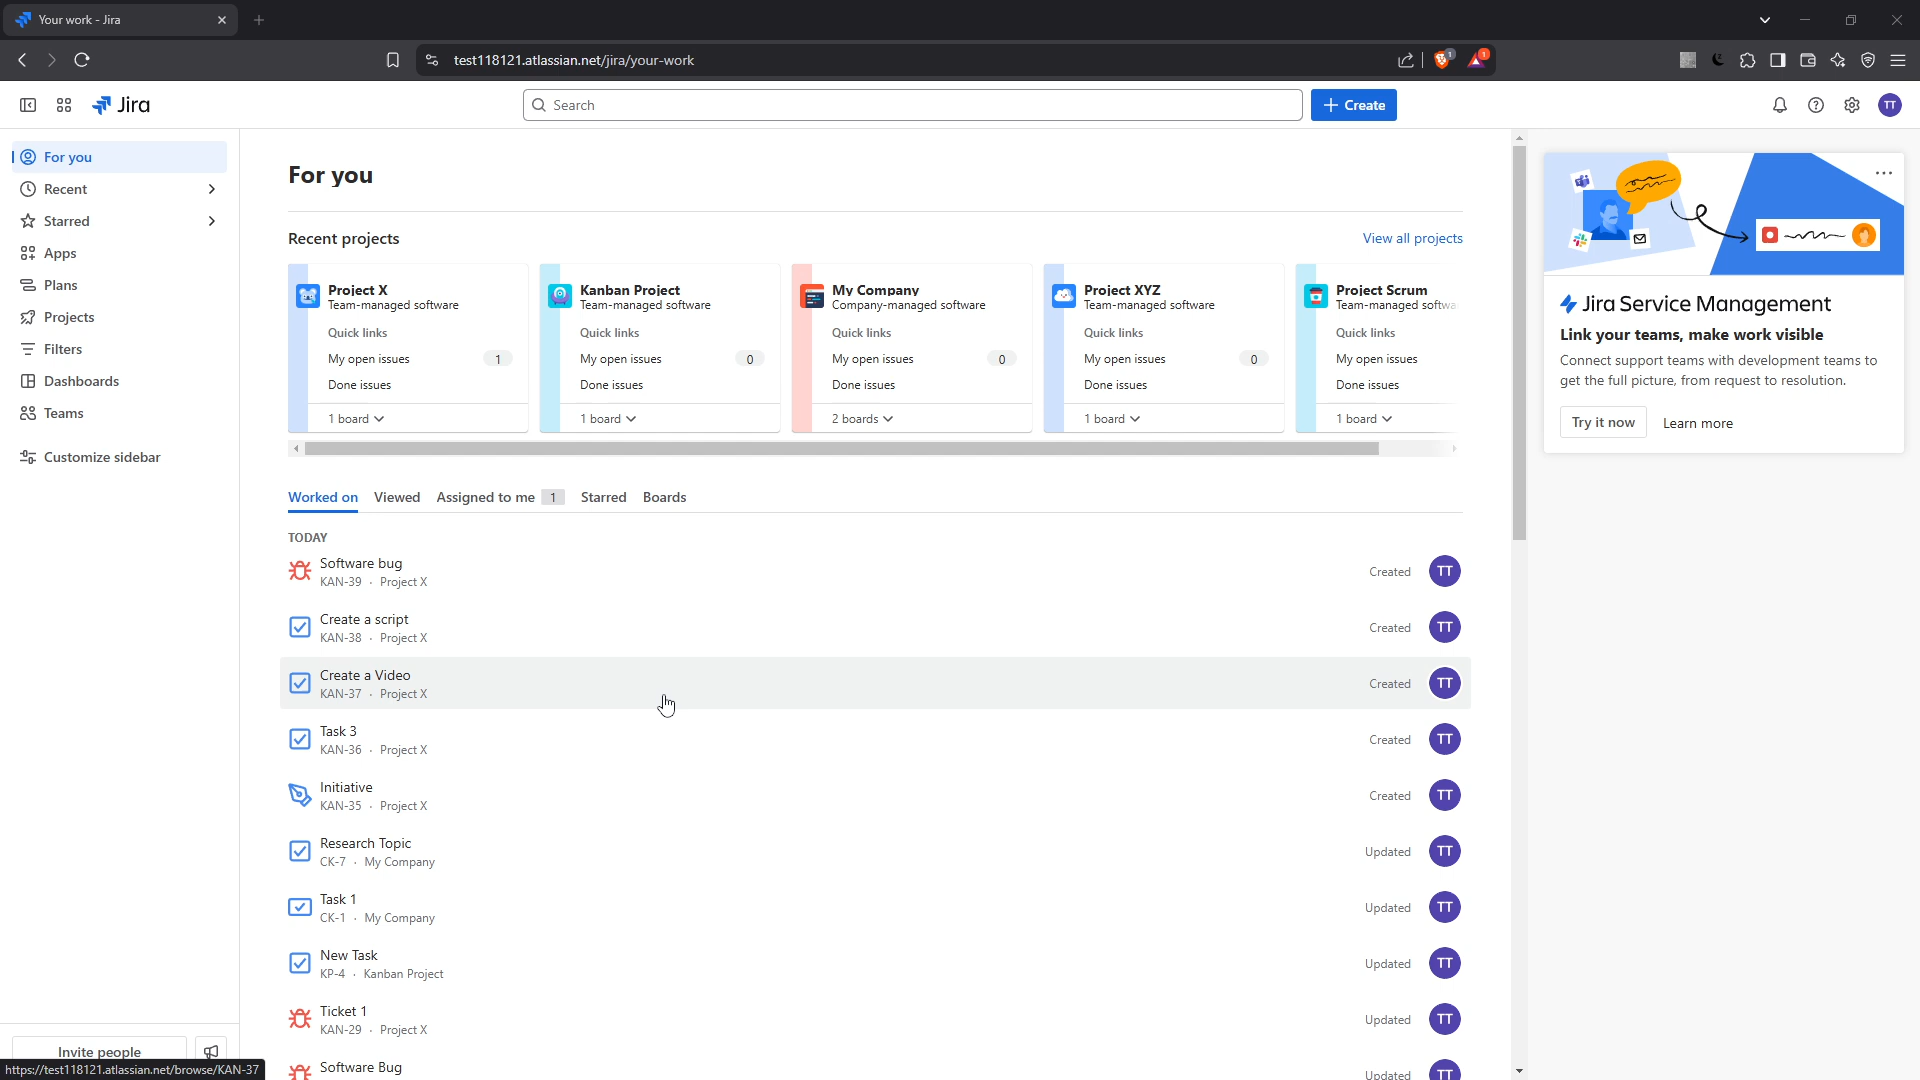 Your work - Jira
test118121.atlassian.net/jira/your-work
1
1
Jira
Search
+ Create
TT
For you
Recent
Starred
Apps
Plans
Projects
Filters
Dashboards
Teams
Customize sidebar
Invite people
https://test118121.atlassian.net/browse/KAN-37
For you
Recent projects
View all projects
Project X
Team-managed software
Quick links
My open issues 1
Done issues
1 board
Kanban Project
Team-managed software
Quick links
My open issues 0
Done issues
1 board
My Company
Company-managed software
Quick links
My open issues 0
Done issues
2 boards
Project XYZ
Team-managed software
Quick links
My open issues 0
Done issues
1 board
Project Scrum
Team-managed softwa
Quick links
My open issues
Done issues
1 board
Worked on Viewed Assigned to me 1 Starred Boards
TODAY
Software bug
KAN-39 · Project X
Created TT
Create a script
KAN-38 · Project X
Created TT
Create a Video
KAN-37 · Project X
Created TT
Task 3
KAN-36 · Project X
Created TT
Initiative
KAN-35 · Project X
Created TT
Research Topic
CK-7 · My Company
Updated TT
Task 1
CK-1 · My Company
Updated TT
New Task
KP-4 · Kanban Project
Updated TT
Ticket 1
KAN-29 · Project X
Updated TT
Software Bug
Updated TT
Jira Service Management
Link your teams, make work visible
Connect support teams with development teams to
get the full picture, from request to resolution.
Try it now Learn more